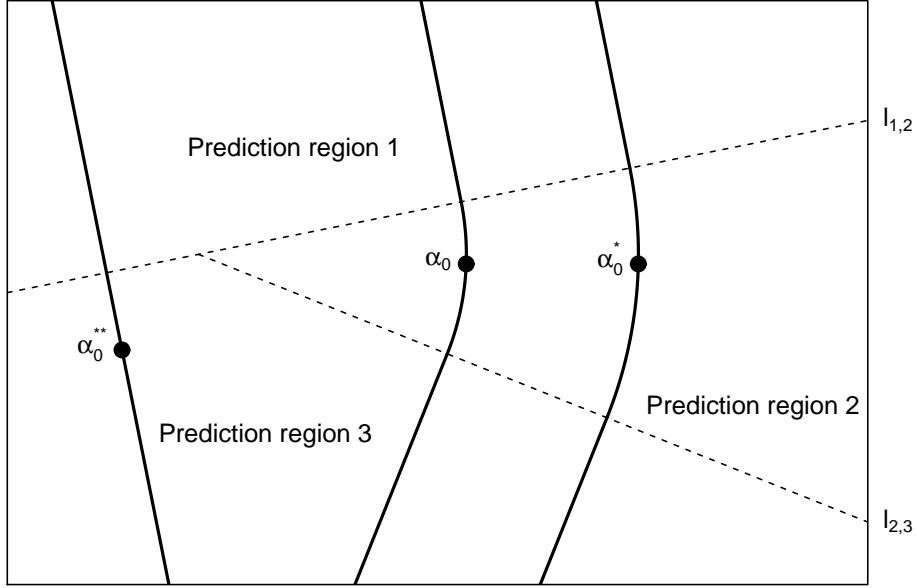 l₁,₂
Prediction region 1
α₀
α₀*
α₀**
Prediction region 2
Prediction region 3
l₂,₃